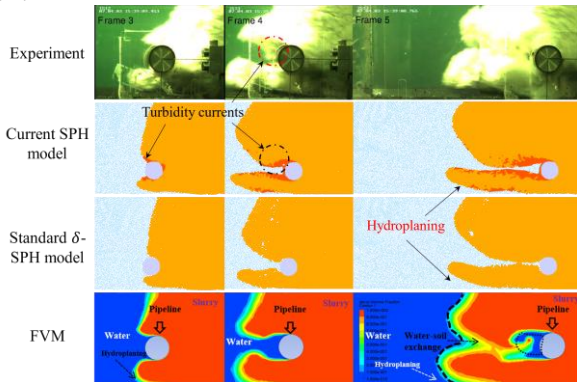 Frame 3
Frame 4
Frame 5
Experiment
Turbidity currents
Current SPH
model
Hydroplaning
Standard δ-
SPH model
FVM
Slurry
Pipeline
Water
Hydroplaning
Slurry
Pipeline
Water
Slurry
Pipeline
Water
Water-soil
exchange
Hydroplaning